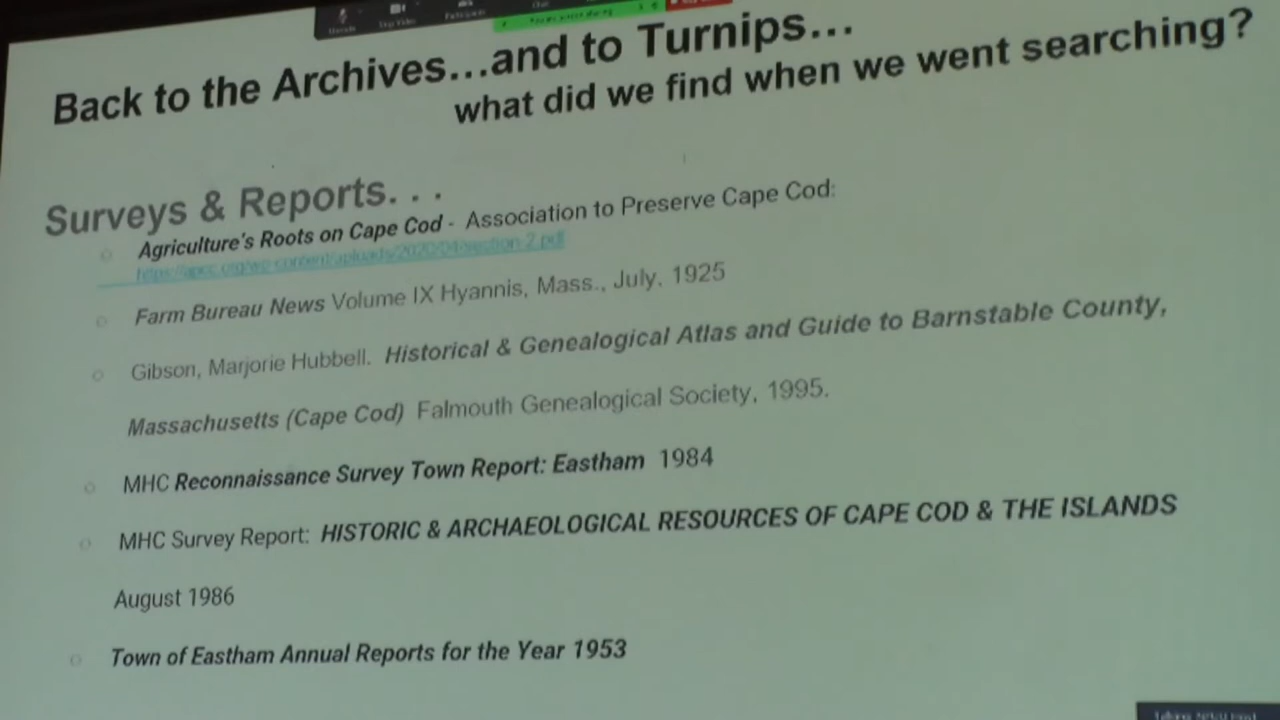 Back to the Archives...and to Turnips...
what did we find when we went searching?
Surveys & Reports. . .
Agriculture's Roots on Cape Cod - Association to Preserve Cape Cod:
Farm Bureau News Volume IX Hyannis, Mass., July, 1925
Gibson, Marjorie Hubbell. Historical & Genealogical Atlas and Guide to Barnstable County,
Massachusetts (Cape Cod) Falmouth Genealogical Society, 1995.
MHC Reconnaissance Survey Town Report: Eastham 1984
MHC Survey Report: HISTORIC & ARCHAEOLOGICAL RESOURCES OF CAPE COD & THE ISLANDS
August 1986
Town of Eastham Annual Reports for the Year 1953